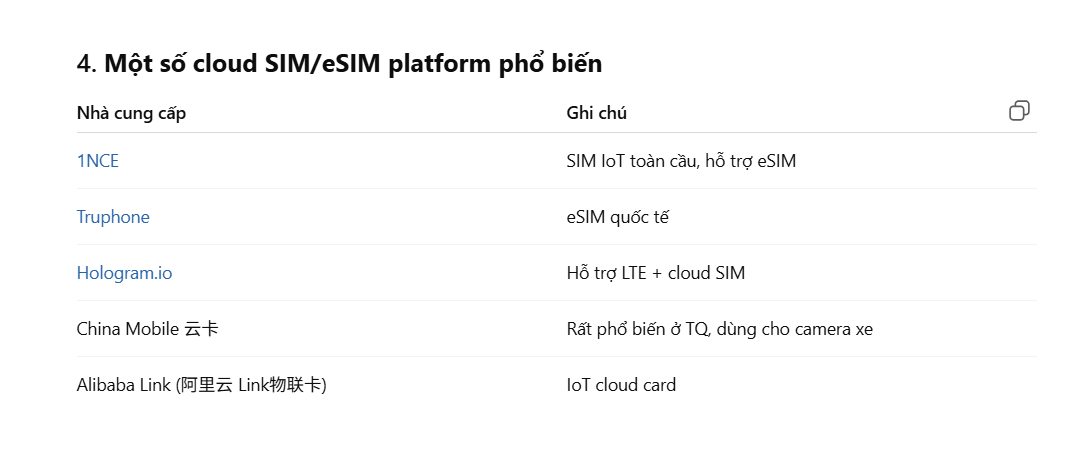 4. Một số cloud SIM/eSIM platform phổ biến
Nhà cung cấp Ghi chú
1NCE SIM IoT toàn cầu, hỗ trợ eSIM
Truphone eSIM quốc tế
Hologram.io Hỗ trợ LTE + cloud SIM
China Mobile 云卡 Rất phổ biến ở TQ, dùng cho camera xe
Alibaba Link (阿里云 Link物联卡) IoT cloud card